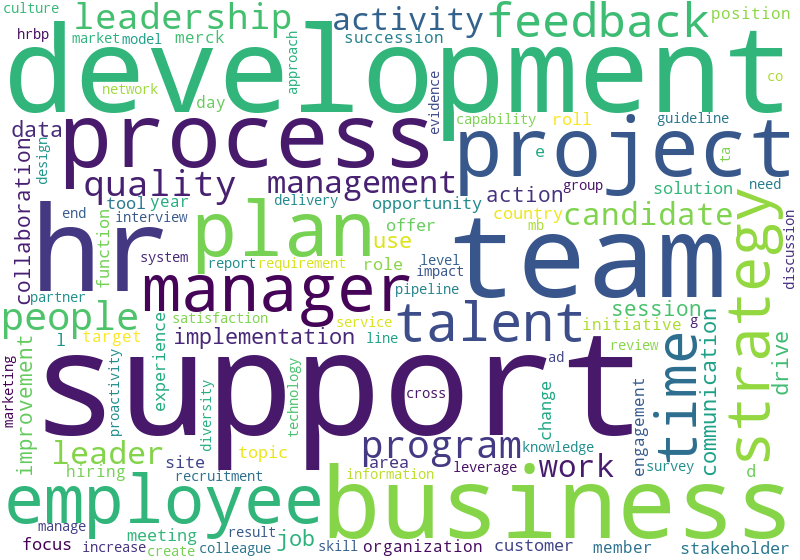 culture
leadership
activity
feedback
position
hrbp
market
model
merck
succession
development
network
day
approach
co
data
process
evidence
capability
roll
guideline
project
design
e
ta
collaboration
quality
management
action
group
solution
need
tool
year
delivery
opportunity
country
candidate
strategy
end
interview
plan
offer
mb
hr
team
discussion
function
system
use
report
requirement
role
level
impact
partner
manager
pipeline
people
satisfaction
service
talent
session
l
target
implementation
line
initiative
g
time
drive
marketing
improvement
proactivity
experience
support
ad
review
communication
diversity
technology
cross
change
engagement
leader
topic
program
knowledge
hiring
site
area
leverage
work
survey
d
recruitment
information
employee
business
manage
meeting
result
job
skill
focus
increase
create
colleague
organization
customer
member
stakeholder